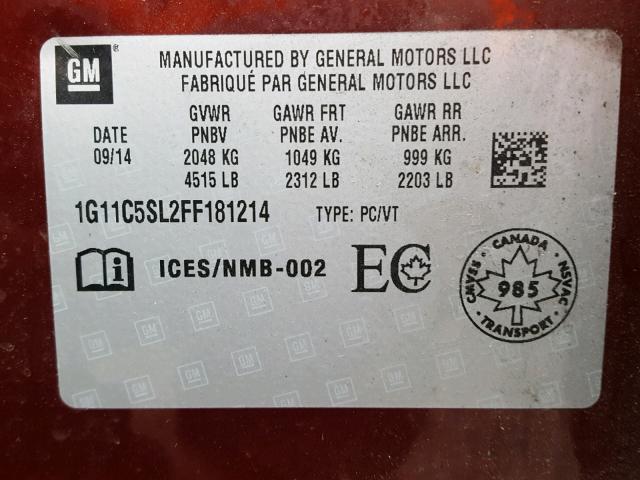 GM ®
MANUFACTURED BY GENERAL MOTORS LLC
FABRIQUÉ PAR GENERAL MOTORS LLC
GVWR GAWR FRT GAWR RR
DATE PNBV PNBE AV. PNBE ARR.
09/14 2048 KG 1049 KG 999 KG
4515 LB 2312 LB 2203 LB
1G11C5SL2FF181214 TYPE: PC/VT
i ICES/NMB-002 EC
CANADA
CMVSS 985 NSVAC
TRANSPORT